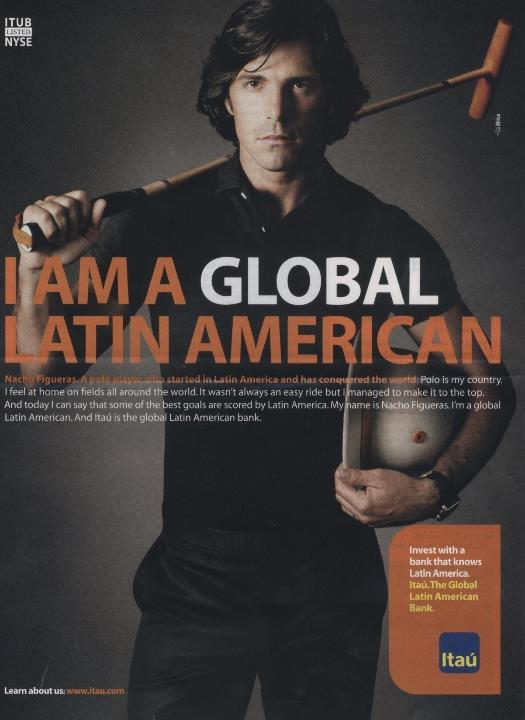 ITUB
LISTED
NYSE
Africa
I AM A GLOBAL
LATIN AMERICAN
Nacho Figueras. A polo player who started in Latin America and has conquered the world. Polo is my country.
I feel at home on fields all around the world. It wasn't always an easy ride but I managed to make it to the top.
And today I can say that some of the best goals are scored by Latin America. My name is Nacho Figueras. I'm a global
Latin American. And Itaú is the global Latin American bank.
Invest with a
bank that knows
Latin America.
Itaú. The Global
Latin American
Bank.
Itaú
Learn about us: www.itau.com